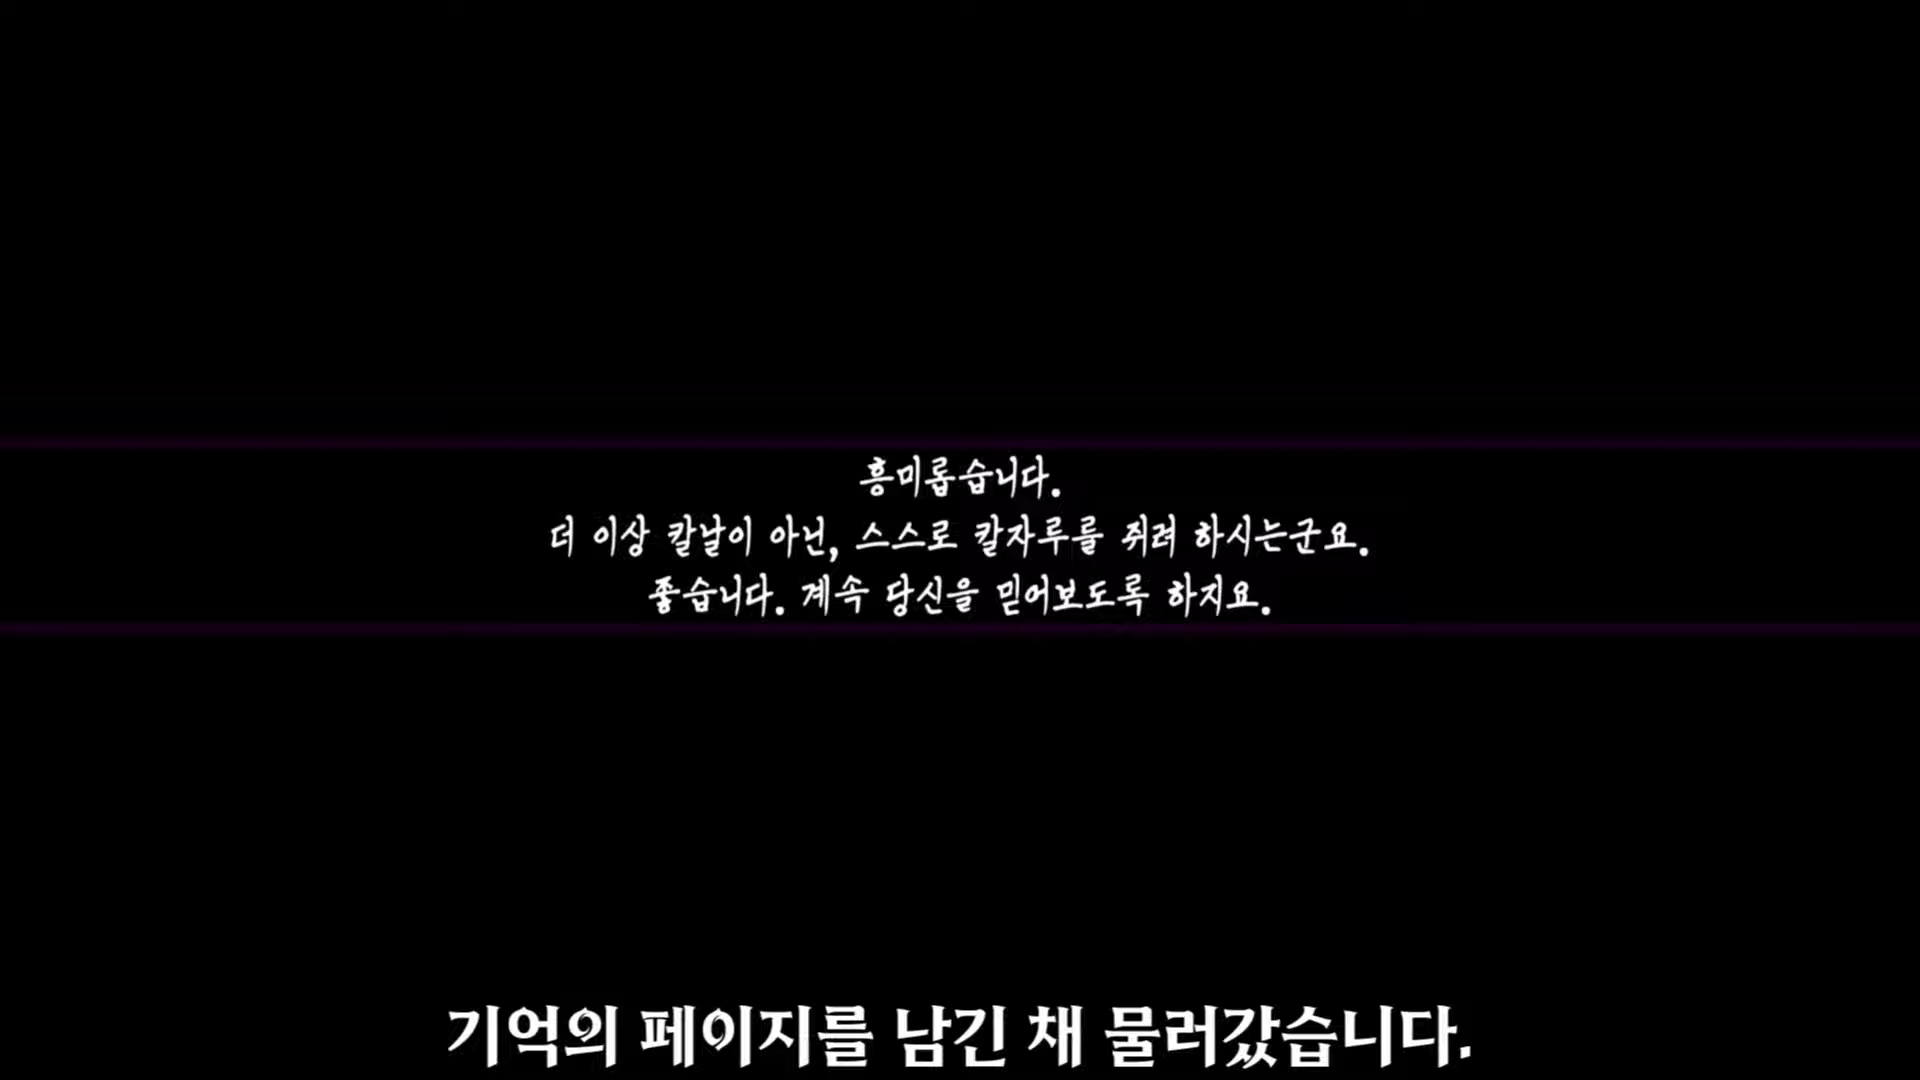 흥미롭습니다.
더 이상 칼날이 아닌, 스스로 칼자루를 쥐려 하시는군요.
좋습니다. 계속 당신을 믿어보도록 하지요.
기억의 페이지를 남긴 채 물러갔습니다.